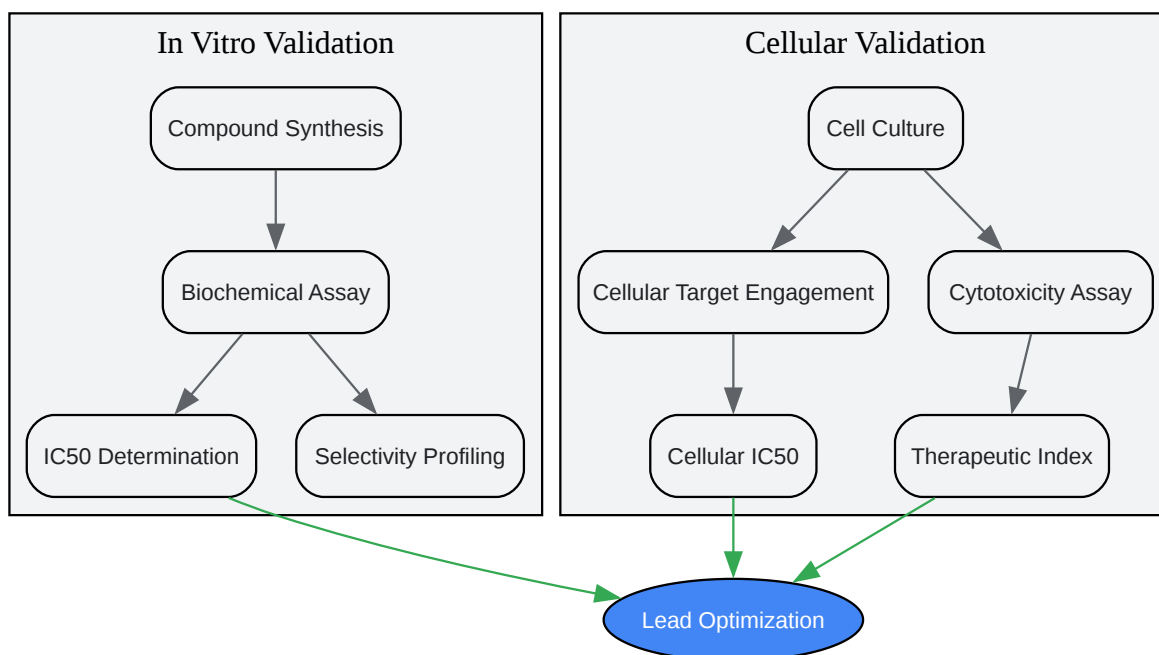 In Vitro Validation
Compound Synthesis
Biochemical Assay
IC50 Determination
Selectivity Profiling
Cellular Validation
Cell Culture
Cellular Target Engagement
Cytotoxicity Assay
Cellular IC50
Therapeutic Index
Lead Optimization